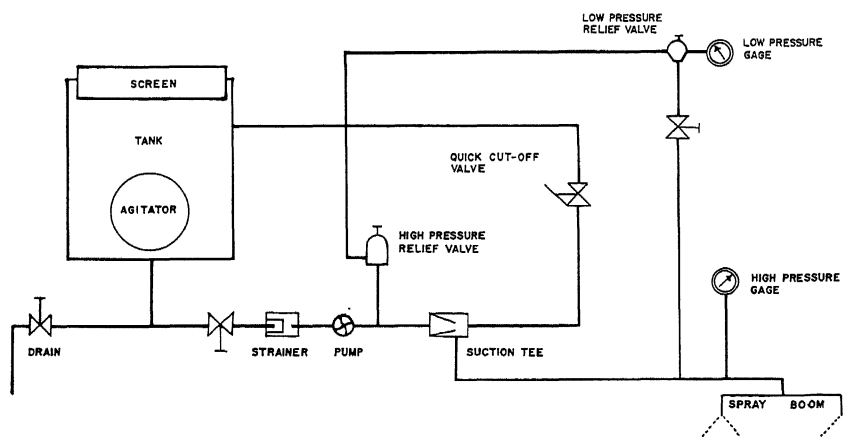 LOW PRESSURE
RELIEF VALVE
LOW PRESSURE
GAGE
SCREEN
TANK
QUICK CUT-OFF
VALVE
AGITATOR
HIGH PRESSURE
RELIEF VALVE
HIGH PRESSURE
GAGE
DRAIN
STRAINER
PUMP
SUCTION TEE
SPRAY BOOM